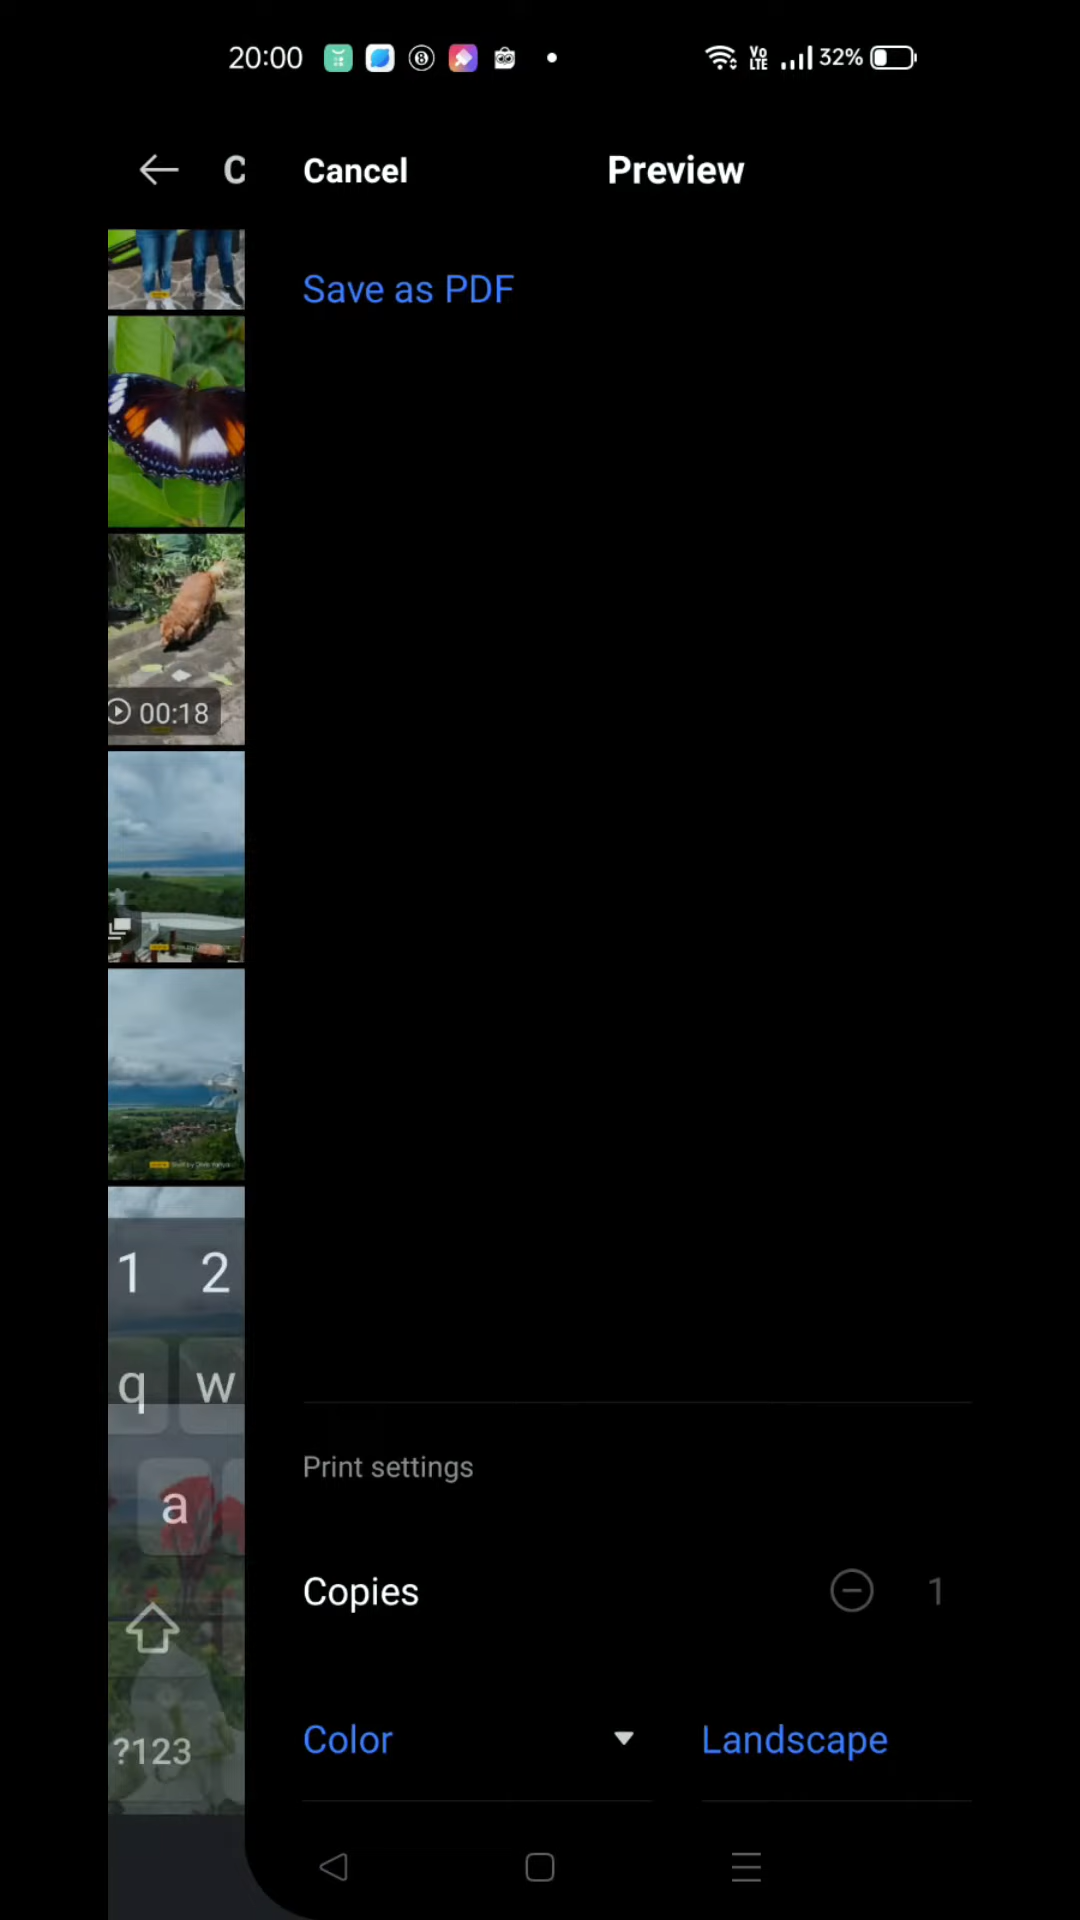 20:00
VoLTE
32%
C
Cancel
Preview
Save as PDF
00:18
1 2
q w
a
?123
Print settings
Copies
1
Color
Landscape